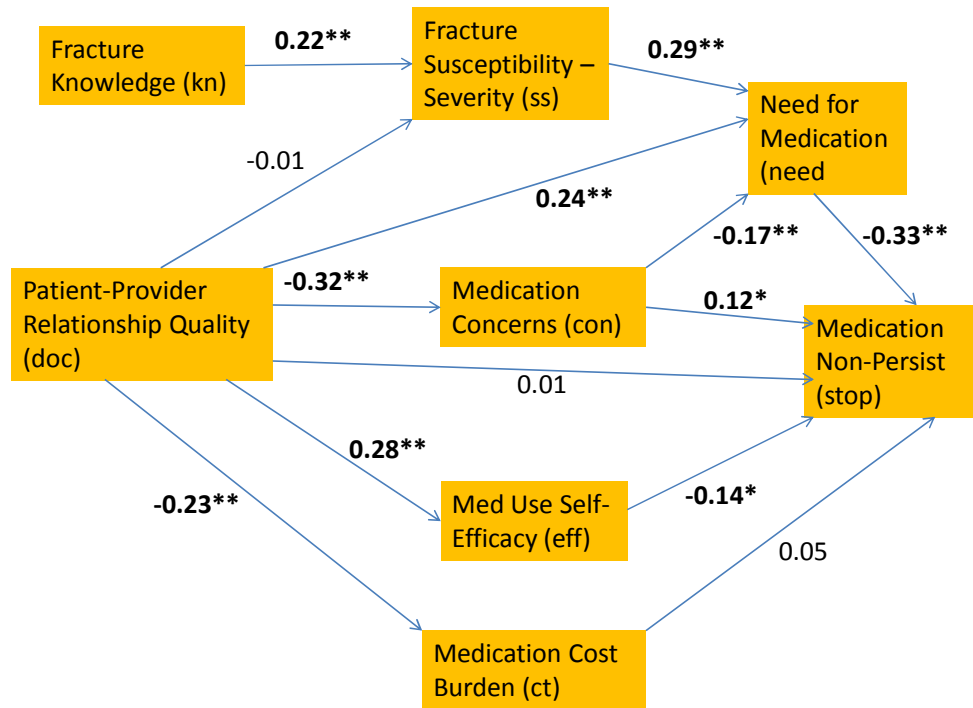 Fracture
Knowledge (kn)
0.22**
Fracture
Susceptibility –
Severity (ss)
0.29**
Need for
Medication
(need
-0.01
0.24**
-0.17**
-0.33**
Patient-Provider
Relationship Quality
(doc)
-0.32**
Medication
Concerns (con)
0.12*
Medication
Non-Persist
(stop)
0.01
0.28**
-0.23**
Med Use Self-
Efficacy (eff)
-0.14*
0.05
Medication Cost
Burden (ct)